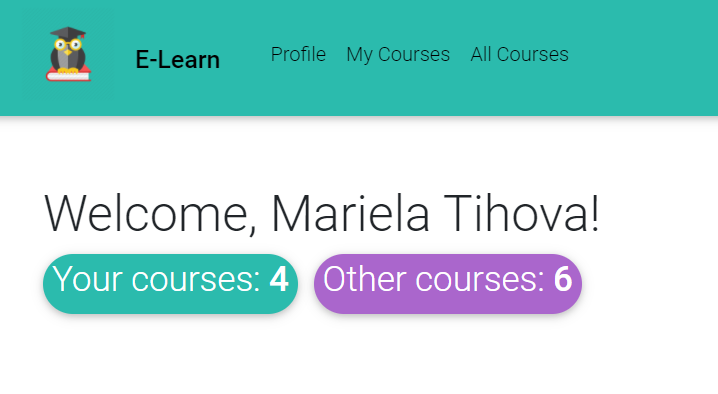 E-Learn Profile My Courses All Courses
Welcome, Mariela Tihova!
Your courses: 4 Other courses: 6